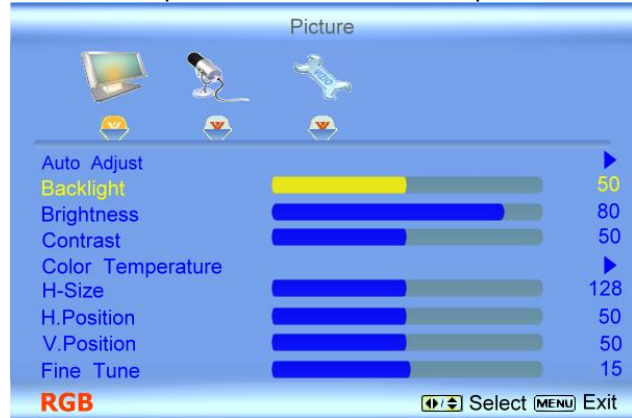 Picture
VIZIO
Auto Adjust
Backlight 50
Brightness 80
Contrast 50
Color Temperature
H-Size 128
H.Position 50
V.Position 50
Fine Tune 15
RGB Select MENU Exit